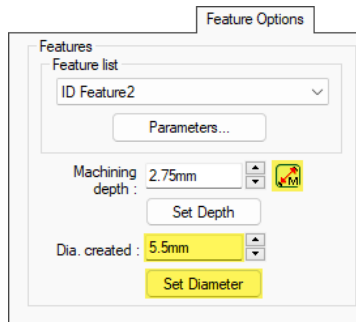 Feature Options
Features
Feature list
ID Feature2
Parameters...
Machining
depth :
2.75mm
M
Set Depth
Dia. created :
5.5mm
Set Diameter